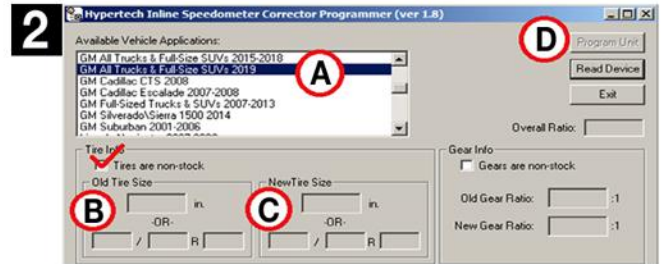 2
Hypertech Inline Speedometer Corrector Programmer (ver 1.8)
Available Vehicle Applications:
GM All Trucks & Full-Size SUVs 2015-2018
GM All Trucks & Full-Size SUVs 2019
GM Cadillac CTS 2008
GM Cadillac Escalade 2007-2008
GM Full-Sized Trucks & SUVs 2007-2013
GM Silverado\Sierra 1500 2014
GM Suburban 2001-2006
A
D
Program Unit
Read Device
Exit
Overall Ratio:
Tire Info
Tires are non-stock
Old Tire Size
in.
-OR-
/ R
B
NewTire Size
in.
-OR-
/ R
C
Gear Info
Gears are non-stock
Old Gear Ratio: :1
New Gear Ratio: :1